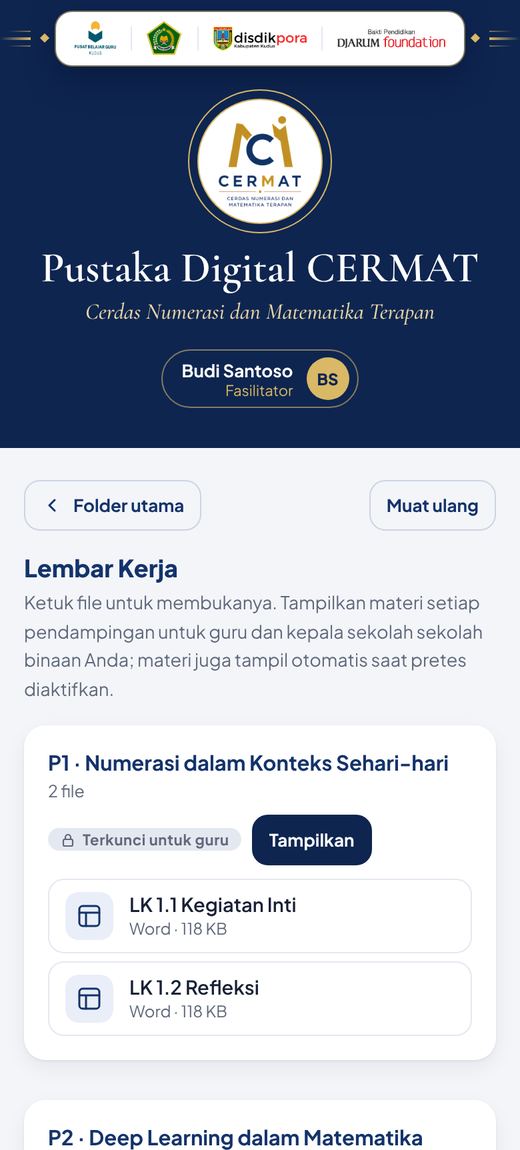 PUSAT BELAJAR GURU
KUDUS
disdikpora
Kabupaten Kudus
Bakti Pendidikan
DJARUM foundation
CERMAT
CERDAS NUMERASI DAN
MATEMATIKA TERAPAN
Pustaka Digital CERMAT
Cerdas Numerasi dan Matematika Terapan
Budi Santoso
Fasilitator
BS
Folder utama
Muat ulang
Lembar Kerja
Ketuk file untuk membukanya. Tampilkan materi setiap
pendampingan untuk guru dan kepala sekolah sekolah
binaan Anda; materi juga tampil otomatis saat pretes
diaktifkan.
P1 · Numerasi dalam Konteks Sehari-hari
2 file
Terkunci untuk guru
Tampilkan
LK 1.1 Kegiatan Inti
Word · 118 KB
LK 1.2 Refleksi
Word · 118 KB
P2 · Deep Learning dalam Matematika